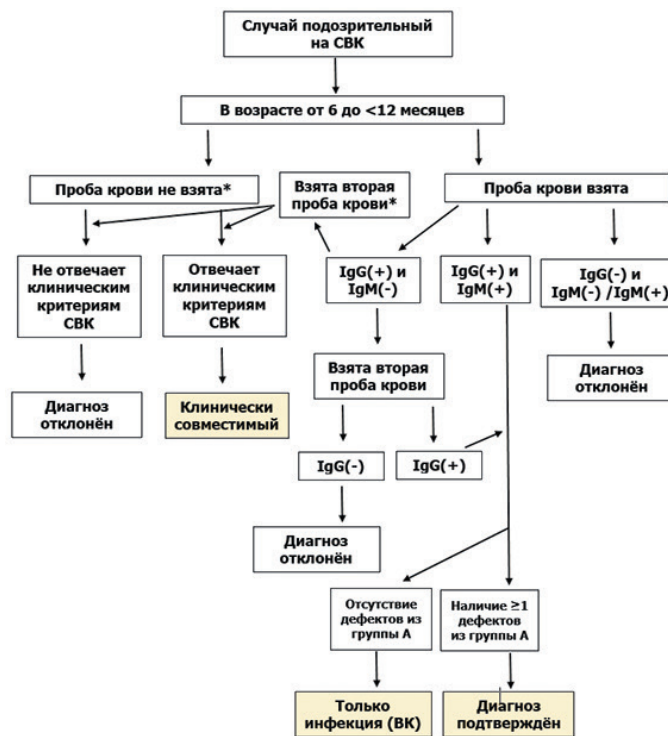 Случай подозрительный
на СВК
В возрасте от 6 до <12 месяцев
Проба крови не взята*
Взята вторая
проба крови*
Проба крови взята
Не отвечает
клиническим
критериям
СВК
Отвечает
клиническим
критериям
СВК
IgG(+) и
IgM(-)
IgG(+) и
IgM(+)
IgG(-) и
IgM(-) /IgM(+)
Диагноз
отклонён
Клинически
совместимый
Взята вторая
проба крови
Диагноз
отклонён
IgG(-)
IgG(+)
Диагноз
отклонён
Отсутствие
дефектов из
группы А
Наличие ≥1
дефектов
из группы А
Только
инфекция (ВК)
Диагноз
подтверждён